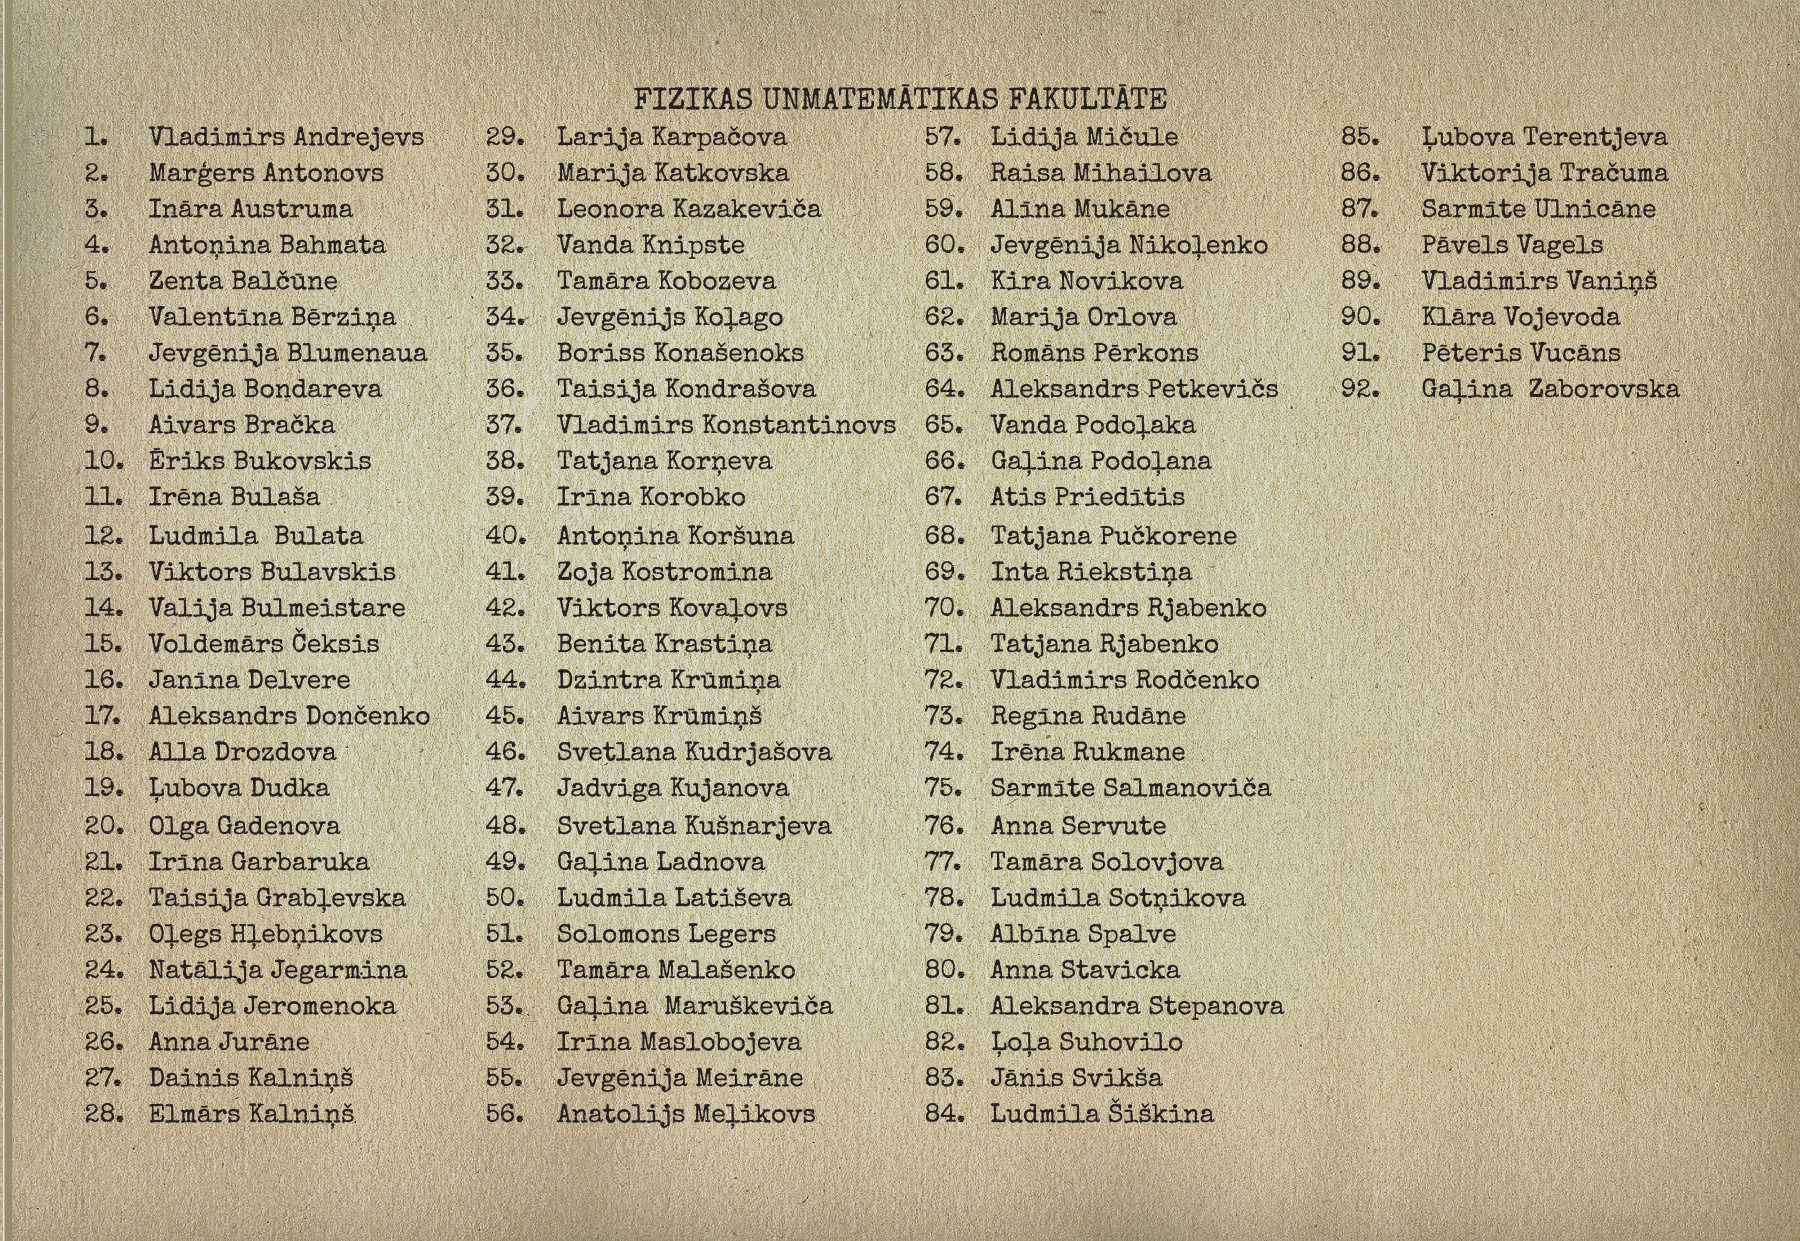 FIZIKAS UNMATEMĀTIKAS FAKULTĀTE
1. Vladimirs Andrejevs
2. Marģers Antonovs
3. Ināra Austruma
4. Antoņina Bahmata
5. Zenta Balčūne
6. Valentīna Bērziņa
7. Jevgēnija Blumenaua
8. Lidija Bondareva
9. Aivars Bračka
10. Ēriks Bukovskis
11. Irēna Bulaša
12. Ludmila Bulata
13. Viktors Bulavskis
14. Valija Bulmeistare
15. Voldemārs Čeksis
16. Janīna Delvere
17. Aleksandrs Dončenko
18. Alla Drozdova
19. Ļubova Dudka
20. Olga Gadenova
21. Irīna Garbaruka
22. Taisija Grabļevska
23. Oļegs Hļebņikovs
24. Natālija Jegarmina
25. Lidija Jeromenoka
26. Anna Jurāne
27. Dainis Kalniņš
28. Elmārs Kalniņš
29. Larija Karpačova
30. Marija Katkovska
31. Leonora Kazakeviča
32. Vanda Knipste
33. Tamāra Kobozeva
34. Jevgēnijs Koļago
35. Boriss Konašenoks
36. Taisija Kondrašova
37. Vladimirs Konstantinovs
38. Tatjana Korņeva
39. Irīna Korobko
40. Antoņina Koršuna
41. Zoja Kostromina
42. Viktors Kovaļovs
43. Benita Krastiņa
44. Dzintra Krūmiņa
45. Aivars Krūmiņš
46. Svetlana Kudrjašova
47. Jadviga Kujanova
48. Svetlana Kušnarjeva
49. Gaļina Ladnova
50. Ludmila Latiševa
51. Solomons Legers
52. Tamāra Malašenko
53. Gaļina Maruškeviča
54. Irīna Maslobojeva
55. Jevgēnija Meirāne
56. Anatolijs Meļikovs
57. Lidija Mičule
58. Raisa Mihailova
59. Alīna Mukāne
60. Jevgēnija Nikoļenko
61. Kira Novikova
62. Marija Orlova
63. Romāns Pērkons
64. Aleksandrs Petkevičs
65. Vanda Podoļaka
66. Gaļina Podoļana
67. Atis Priedītis
68. Tatjana Pučkorene
69. Inta Riekstiņa
70. Aleksandrs Rjabenko
71. Tatjana Rjabenko
72. Vladimirs Rodčenko
73. Regīna Rudāne
74. Irēna Rukmane
75. Sarmīte Salmanoviča
76. Anna Servute
77. Tamāra Solovjova
78. Ludmila Sotņikova
79. Albīna Spalve
80. Anna Stavicka
81. Aleksandra Stepanova
82. Ļoļa Suhovilo
83. Jānis Svikša
84. Ludmila Šiškina
85. Ļubova Terentjeva
86. Viktorija Tračuma
87. Sarmīte Ulnicāne
88. Pāvels Vagels
89. Vladimirs Vaniņš
90. Klāra Vojevoda
91. Pēteris Vucāns
92. Gaļina Zaborovska